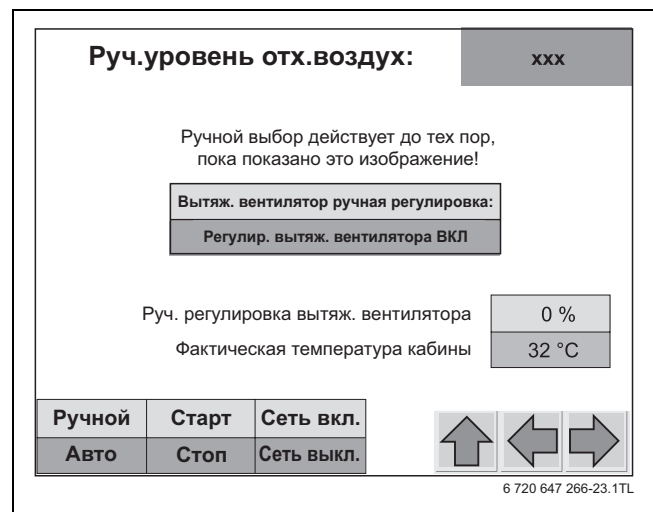 Руч.уровень отх.воздух: xxx
Ручной выбор действует до тех пор,
пока показано это изображение!
Вытяж. вентилятор ручная регулировка:
Регулир. вытяж. вентилятора ВКЛ
Руч. регулировка вытяж. вентилятора 0 %
Фактическая температура кабины 32 °C
Ручной Старт Сеть вкл.
Авто Стоп Сеть выкл.
6 720 647 266-23.1TL